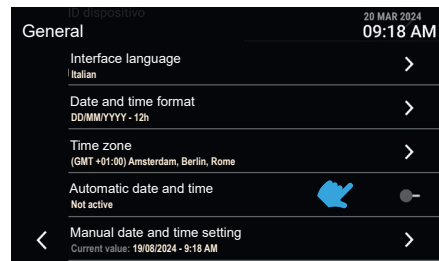 ID dispositivo
20 MAR 2024
General
09:18 AM
Interface language
Italian
Date and time format
DD/MM/YYYY - 12h
Time zone
(GMT +01:00) Amsterdam, Berlin, Rome
Automatic date and time
Not active
Manual date and time setting
Current value: 19/08/2024 - 9:18 AM